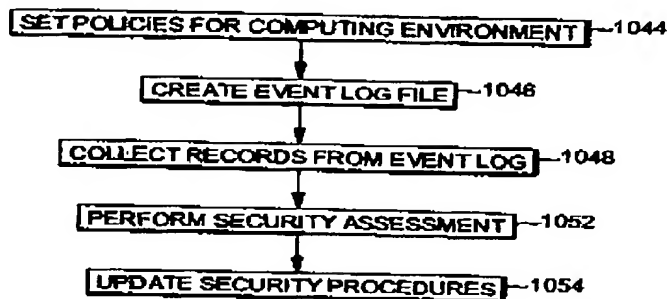 SET POLICIES FOR COMPUTING ENVIRONMENT 1044
CREATE EVENT LOG FILE 1046
COLLECT RECORDS FROM EVENT LOG 1048
PERFORM SECURITY ASSESSMENT 1052
UPDATE SECURITY PROCEDURES 1054